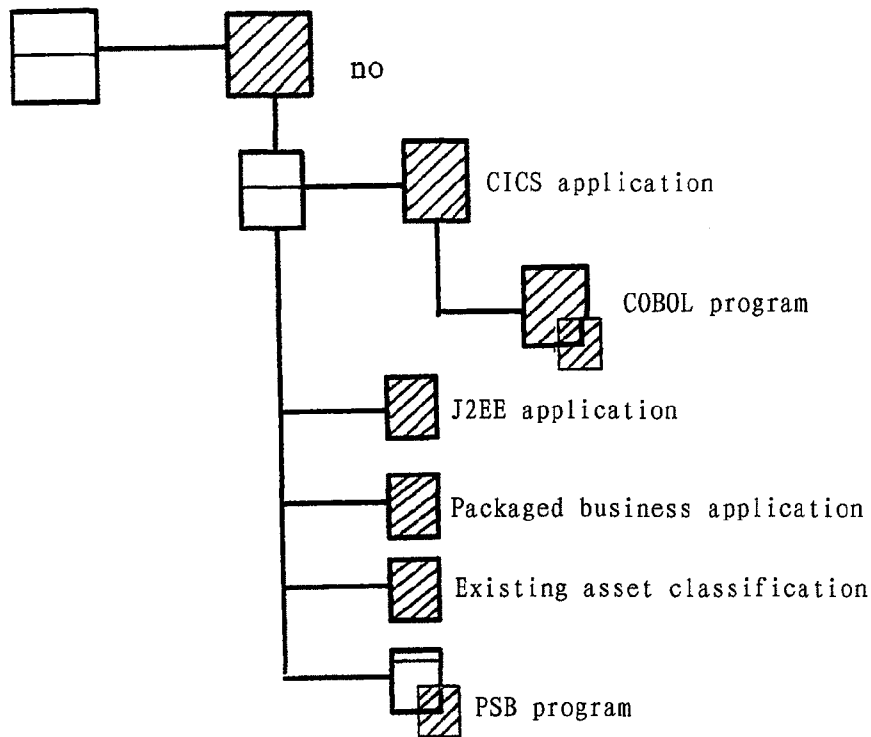 no
CICS application
COBOL program
J2EE application
Packaged business application
Existing asset classification
PSB program